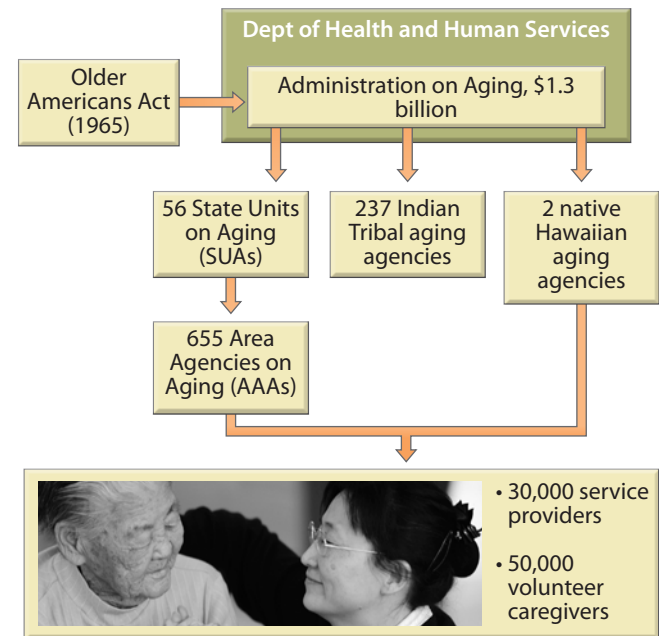 Dept of Health and Human Services
Older
Americans Act
(1965)
Administration on Aging, $1.3
billion
56 State Units
on Aging
(SUAs)
237 Indian
Tribal aging
agencies
2 native
Hawaiian
aging
agencies
655 Area
Agencies on
Aging (AAAs)
• 30,000 service
providers
• 50,000
volunteer
caregivers